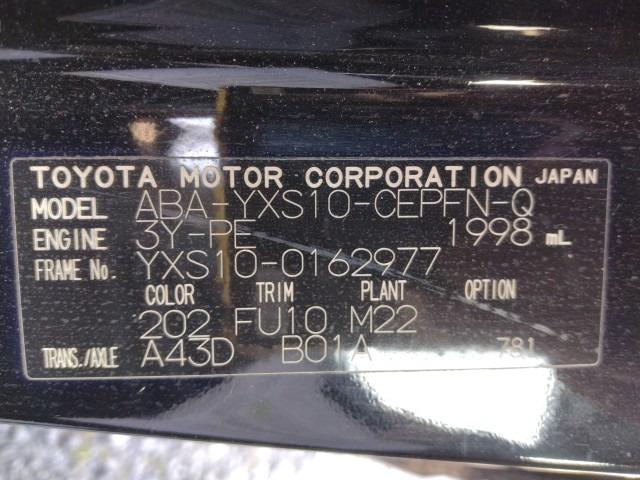 TOYOTA MOTOR CORPORATION JAPAN
MODEL ABA-YXS10-CEPFN-Q
ENGINE 3Y-PE 1998 mL
FRAME No. YXS10-0162977
COLOR TRIM PLANT OPTION
202 FU10 M22
TRANS./AXLE A43D B01A 781